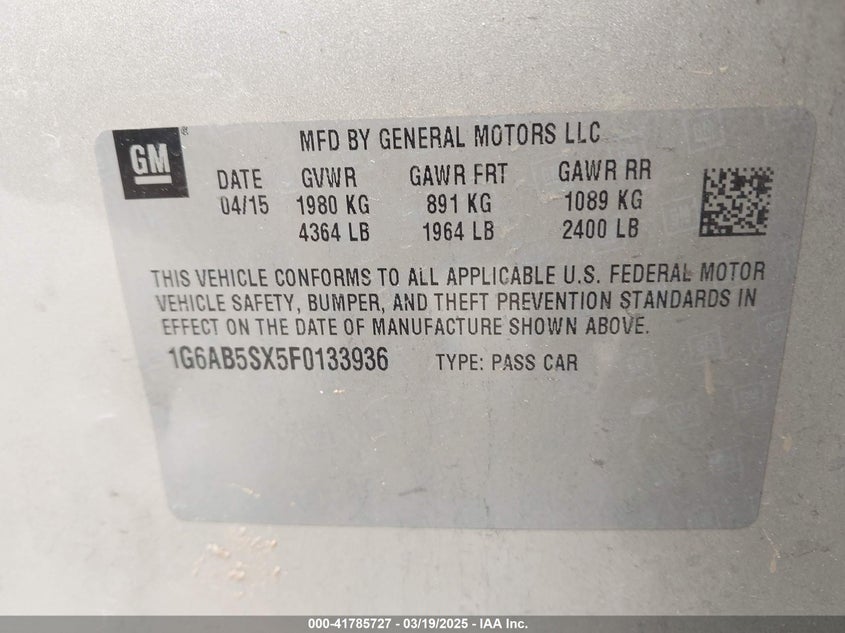 GM
®
MFD BY GENERAL MOTORS LLC
DATE GVWR GAWR FRT GAWR RR
04/15 1980 KG 891 KG 1089 KG
4364 LB 1964 LB 2400 LB
THIS VEHICLE CONFORMS TO ALL APPLICABLE U.S. FEDERAL MOTOR
VEHICLE SAFETY, BUMPER, AND THEFT PREVENTION STANDARDS IN
EFFECT ON THE DATE OF MANUFACTURE SHOWN ABOVE.
1G6AB5SX5F0133936 TYPE: PASS CAR
000-41785727 - 03/19/2025 - IAA Inc.